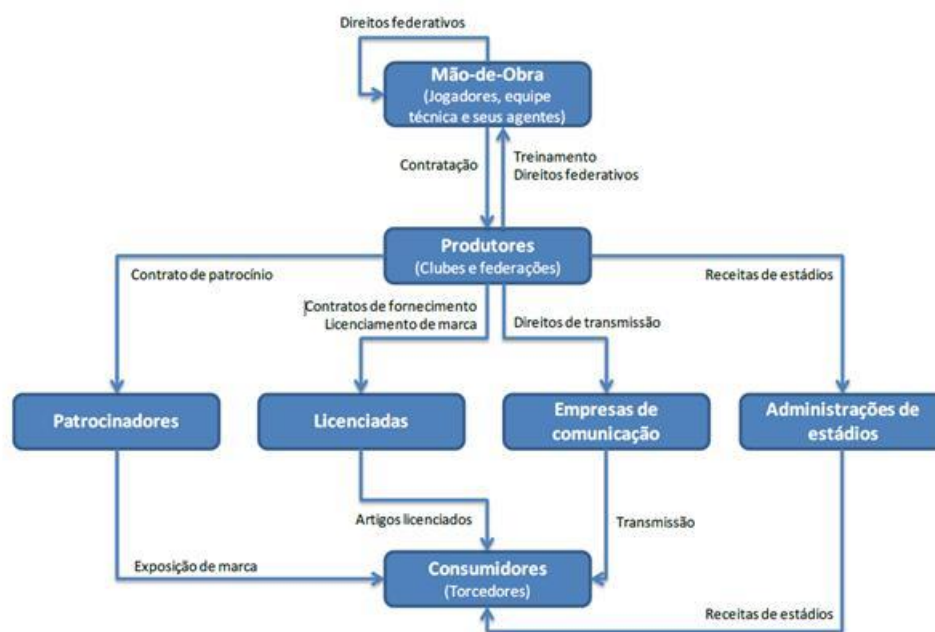 Direitos federativos
Mão-de-Obra
(Jogadores, equipe
técnica e seus agentes)
Contratação
Treinamento
Direitos federativos
Produtores
(Clubes e federações)
Contrato de patrocínio
Receitas de estádios
Contratos de fornecimento
Licenciamento de marca
Direitos de transmissão
Patrocinadores
Licenciadas
Empresas de
comunicação
Administrações de
estádios
Artigos licenciados
Transmissão
Exposição de marca
Consumidores
(Torcedores)
Receitas de estádios